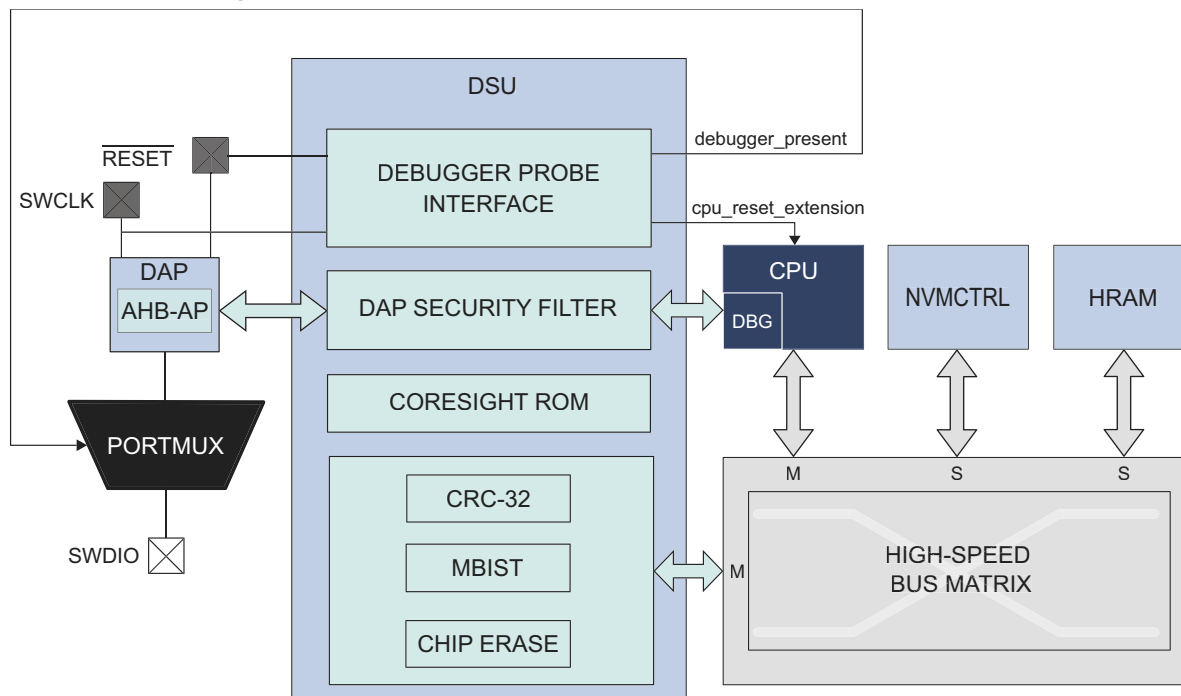 DSU
debugger_present
RESET
DEBUGGER PROBE
INTERFACE
SWCLK
cpu_reset_extension
DAP
AHB-AP
DAP SECURITY FILTER
CPU
DBG
NVMCTRL
HRAM
CORESIGHT ROM
PORTMUX
M
S
S
CRC-32
SWDIO
MBIST
M
HIGH-SPEED
BUS MATRIX
CHIP ERASE